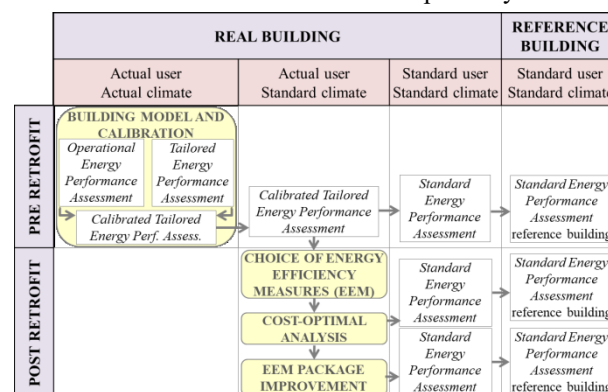 REAL BUILDING
REFERENCE
BUILDING
Actual user
Actual climate
Actual user
Standard climate
Standard user
Standard climate
Standard user
Standard climate
PRE RETROFIT
BUILDING MODEL AND
CALIBRATION
Operational
Energy
Performance
Assessment
Tailored
Energy
Performance
Assessment
Calibrated Tailored
Energy Perf. Assess.
Calibrated Tailored
Energy Performance
Assessment
Standard
Energy
Performance
Assessment
Standard Energy
Performance
Assessment
reference building
POST RETROFIT
CHOICE OF ENERGY
EFFICIENCY
MEASURES (EEM)
COST-OPTIMAL
ANALYSIS
EEM PACKAGE
IMPROVEMENT
Standard
Energy
Performance
Assessment
Standard Energy
Performance
Assessment
reference building
Standard
Energy
Performance
Assessment
Standard Energy
Performance
Assessment
reference building